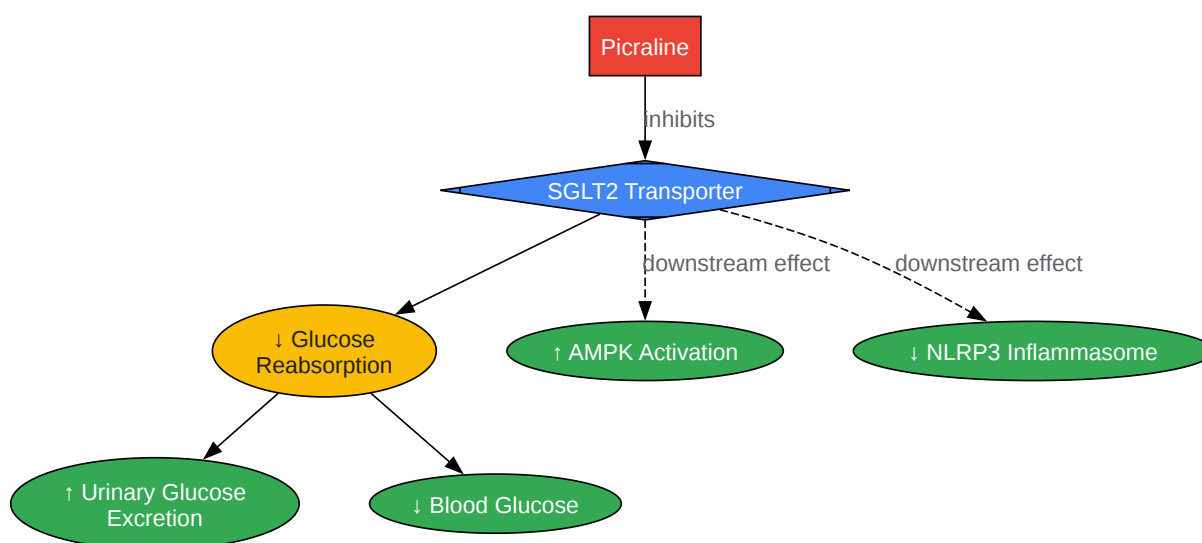 Picraline
inhibits
SGLT2 Transporter
downstream effect
downstream effect
↓ Glucose
Reabsorption
↑ AMPK Activation
↓ NLRP3 Inflammasome
↑ Urinary Glucose
Excretion
↓ Blood Glucose